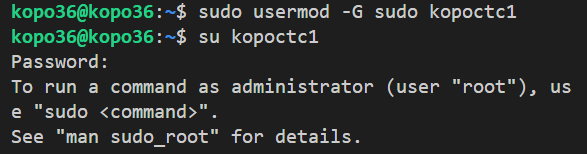 kopo36@kopo36:~$ sudo usermod -G sudo kopoctc1
kopo36@kopo36:~$ su kopoctc1
Password:
To run a command as administrator (user "root"), us
e "sudo <command>".
See "man sudo_root" for details.